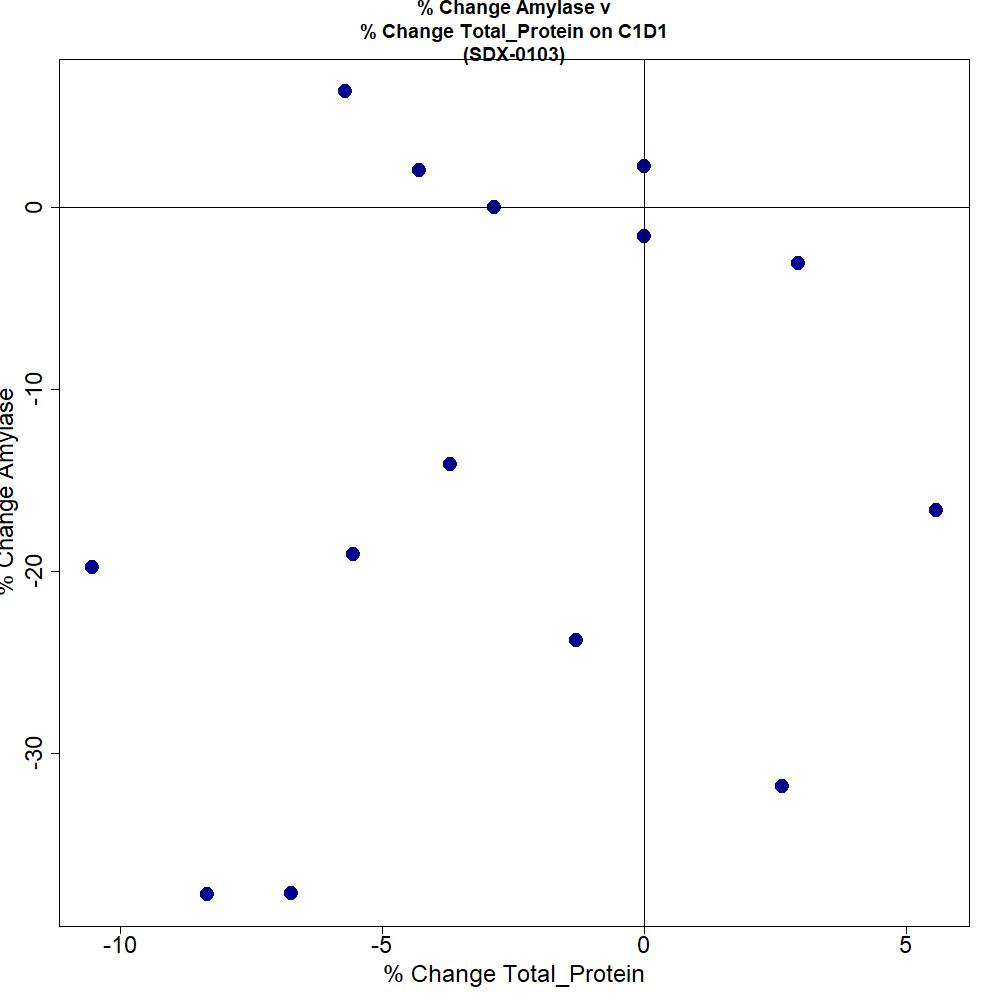 % Change Amylase v
% Change Total_Protein on C1D1
(SDX-0103)
% Change Amylase
0
-10
-20
-30
-10
-5
0
5
% Change Total_Protein